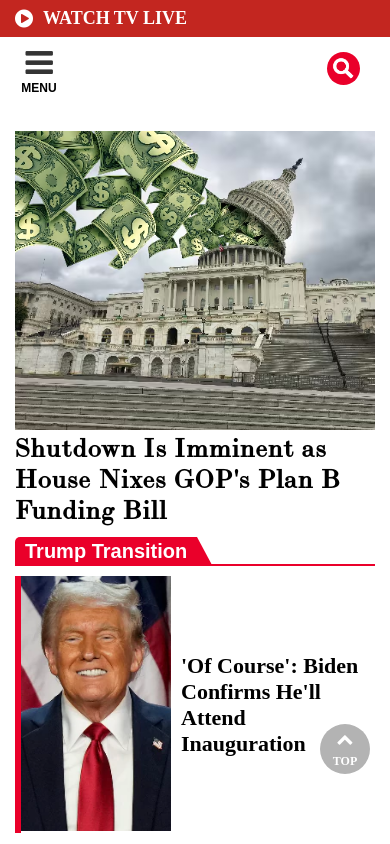 WATCH TV LIVE
MENU
Shutdown Is Imminent as
House Nixes GOP's Plan B
Funding Bill
Trump Transition
'Of Course': Biden
Confirms He'll
Attend
Inauguration
TOP